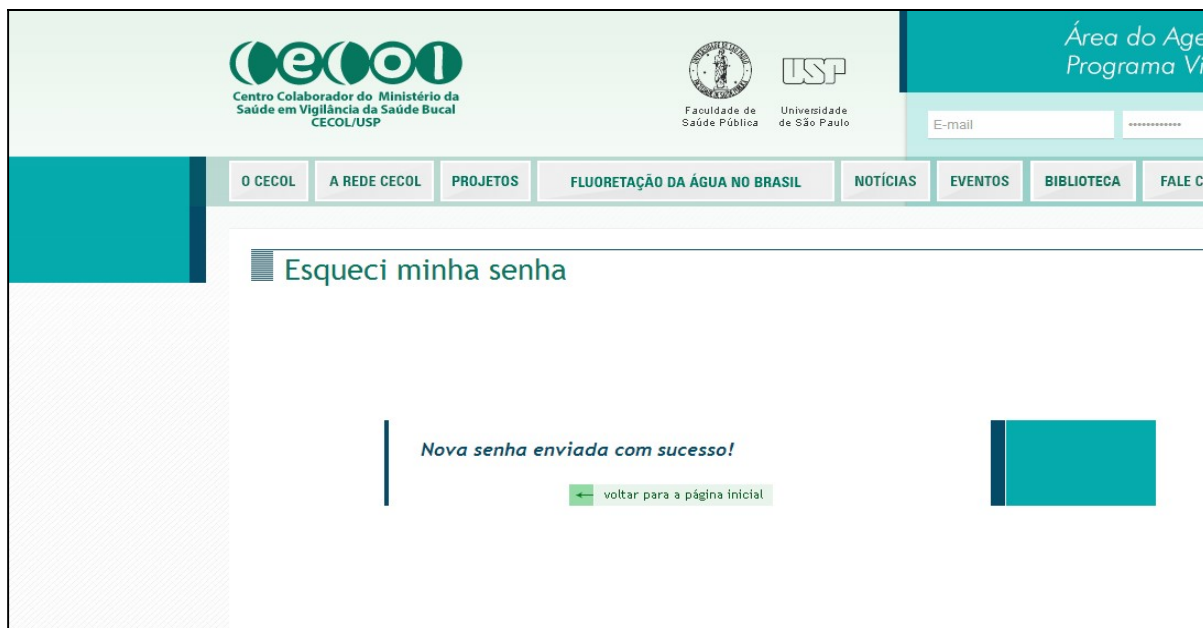 Área do Age
Programa Vi
CECOL
Centro Colaborador do Ministério da
Saúde em Vigilância da Saúde Bucal
CECOL/USP
Faculdade de
Saúde Pública
USP
Universidade
de São Paulo
E-mail
O CECOL A REDE CECOL PROJETOS FLUORETAÇÃO DA ÁGUA NO BRASIL NOTÍCIAS EVENTOS BIBLIOTECA FALE C
Esqueci minha senha
Nova senha enviada com sucesso!
voltar para a página inicial